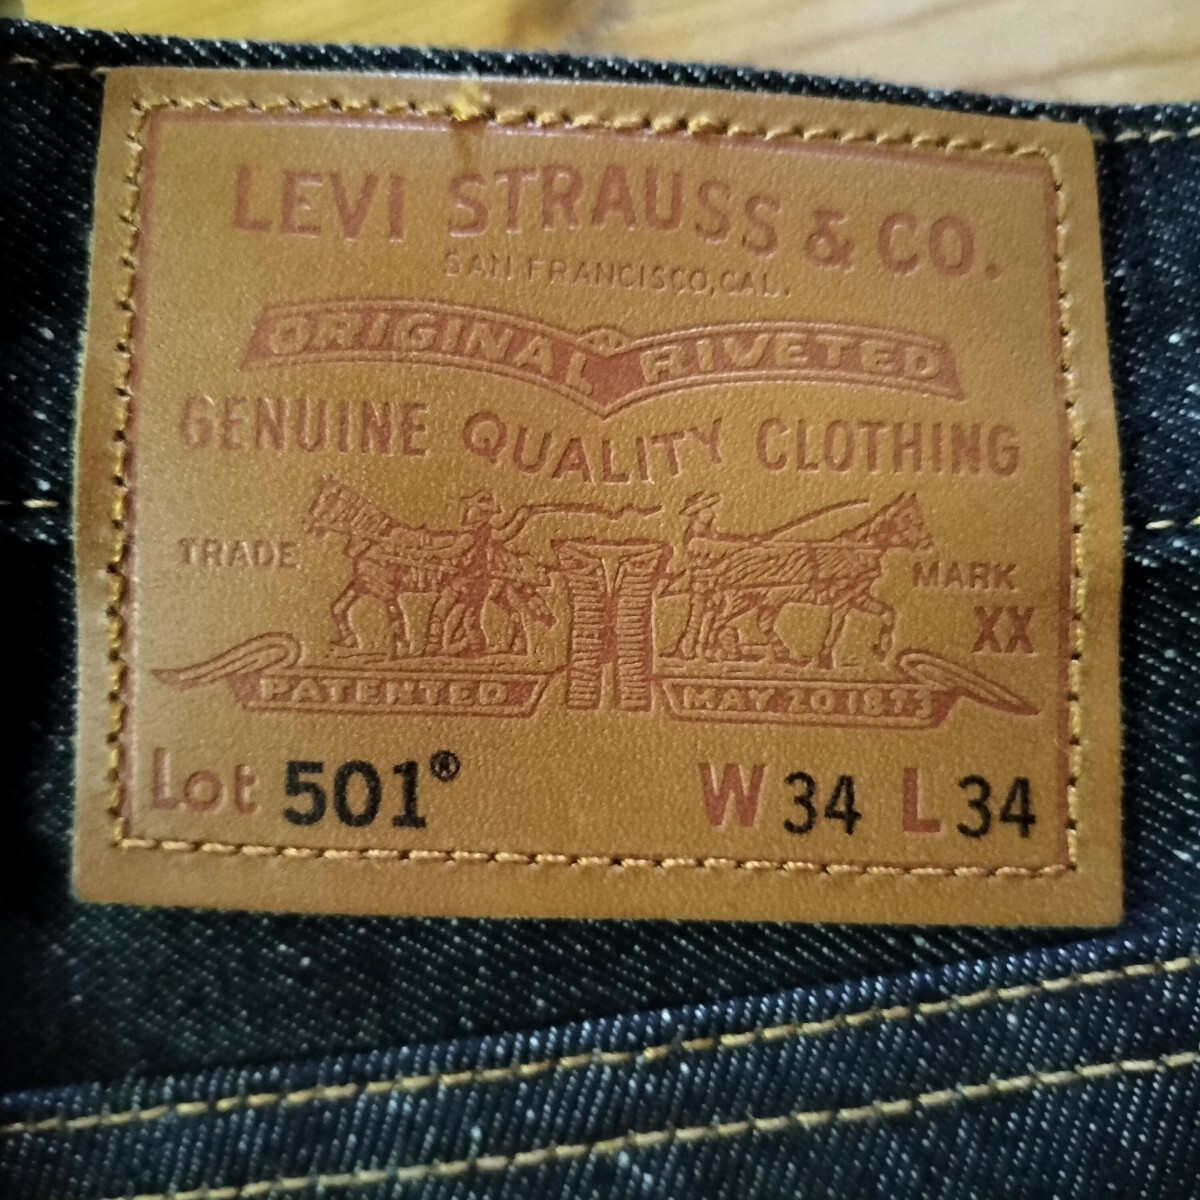 LEVI STRAUSS & CO.
SAN FRANCISCO, CAL.
ORIGINAL RIVETED
GENUINE QUALITY CLOTHING
TRADE MARK
XX
PATENTED MAY 20 1873
Lot 501® W 34 L 34